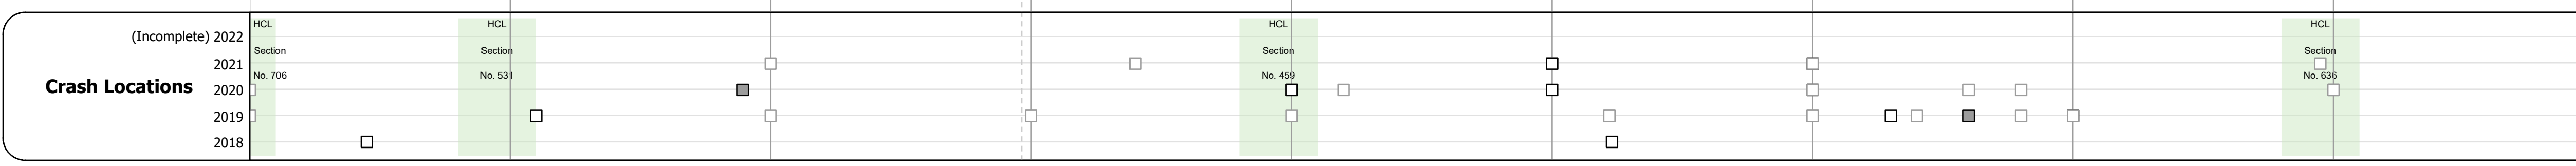 Crash Locations
(Incomplete) 2022
2021
2020
2019
2018
HCL
Section
No. 706
HCL
Section
No. 531
HCL
Section
No. 459
HCL
Section
No. 636